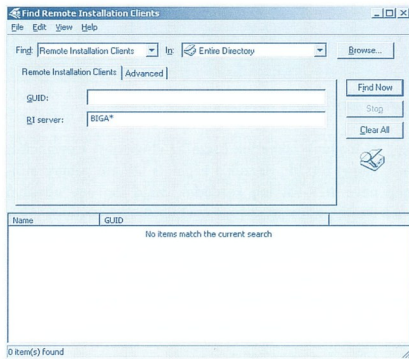 Find Remote Installation Clients
File Edit View Help
Find: Remote Installation Clients In: Entire Directory Browse...
Remote Installation Clients Advanced
Find Now
GUID:
Stop
RI server: BIGA*
Clear All
Name GUID
No items match the current search
0 item(s) found